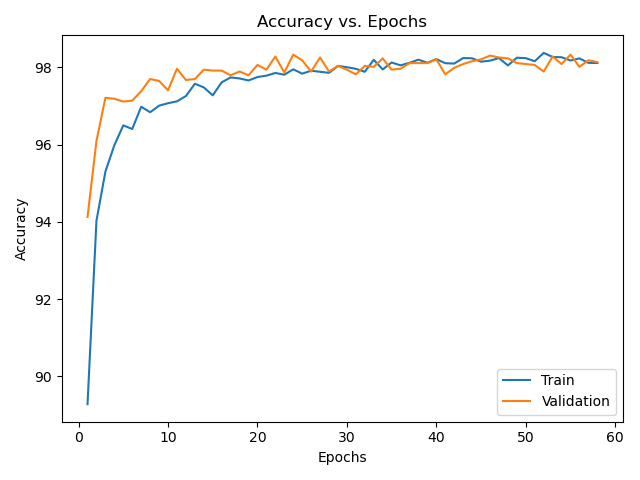 Accuracy vs. Epochs
Accuracy
98
96
94
92
90
0 10 20 30 40 50 60
Epochs
Train
Validation